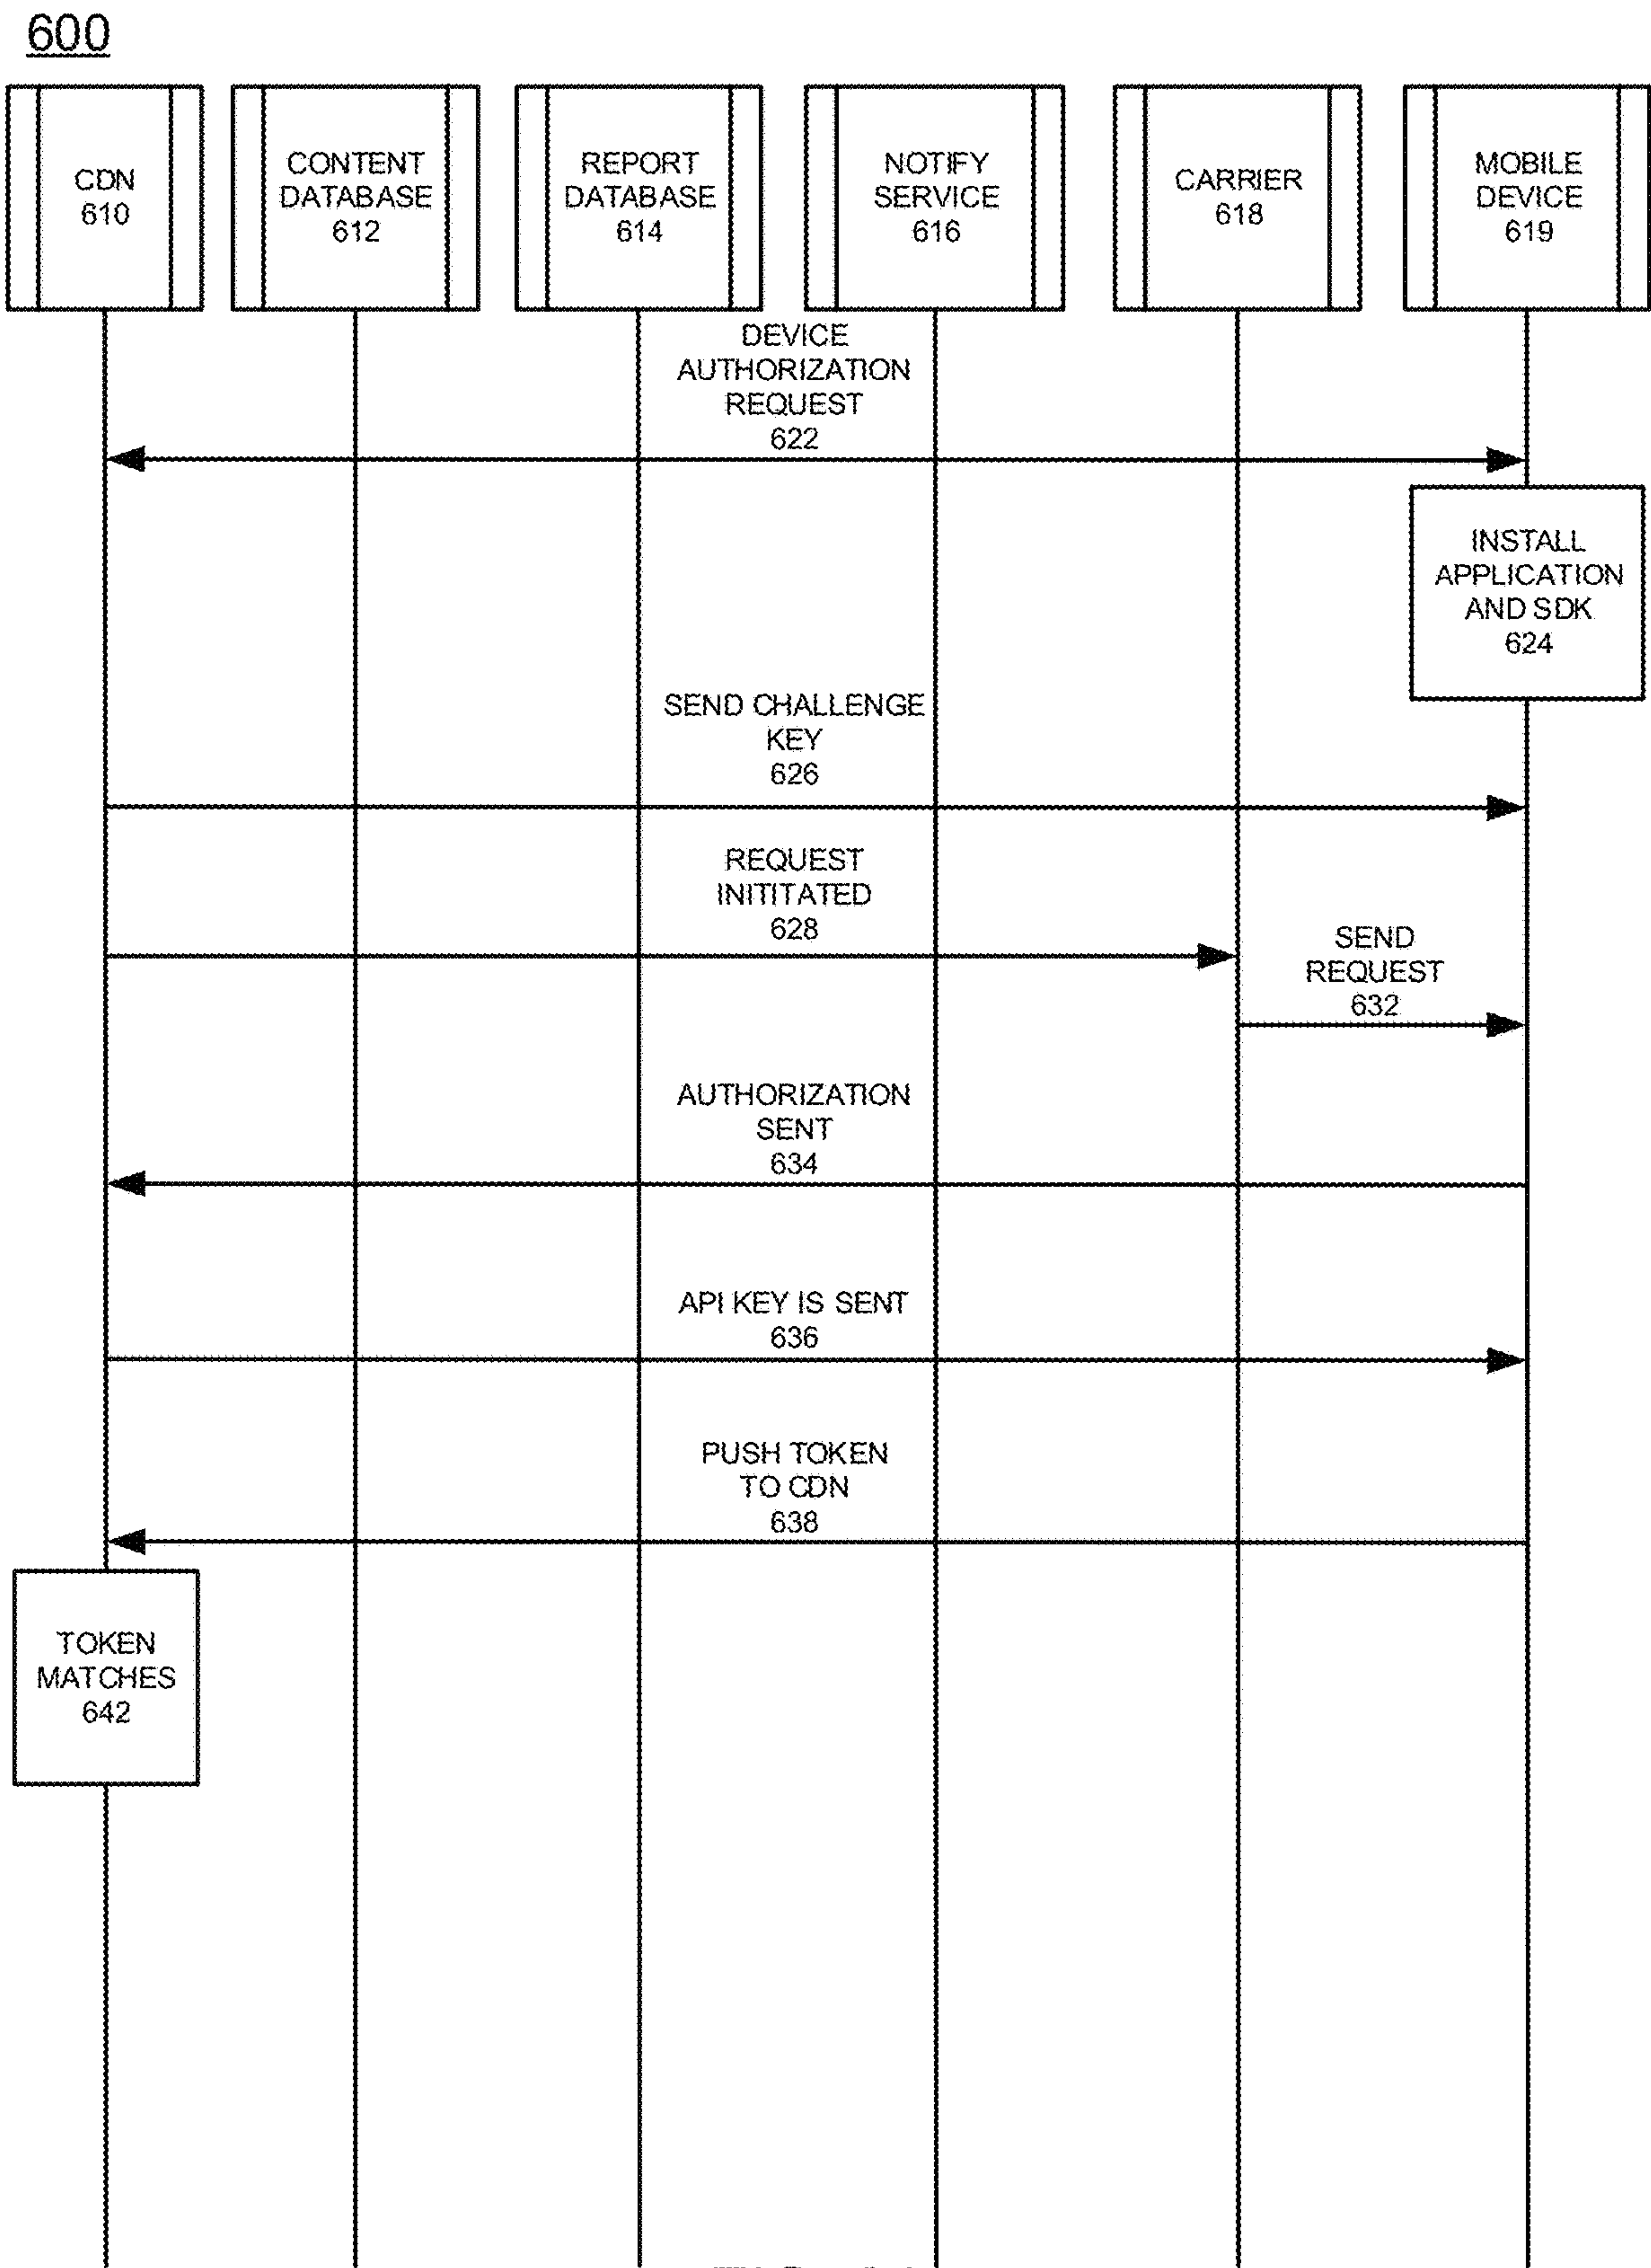 600
CDN
610
CONTENT
DATABASE
612
REPORT
DATABASE
614
NOTIFY
SERVICE
616
CARRIER
618
MOBILE
DEVICE
619
DEVICE
AUTHORIZATION
REQUEST
622
INSTALL
APPLICATION
AND SDK
624
SEND CHALLENGE
KEY
626
REQUEST
INITITATED
628
SEND
REQUEST
632
AUTHORIZATION
SENT
634
API KEY IS SENT
636
PUSH TOKEN
TO CDN
638
TOKEN
MATCHES
642